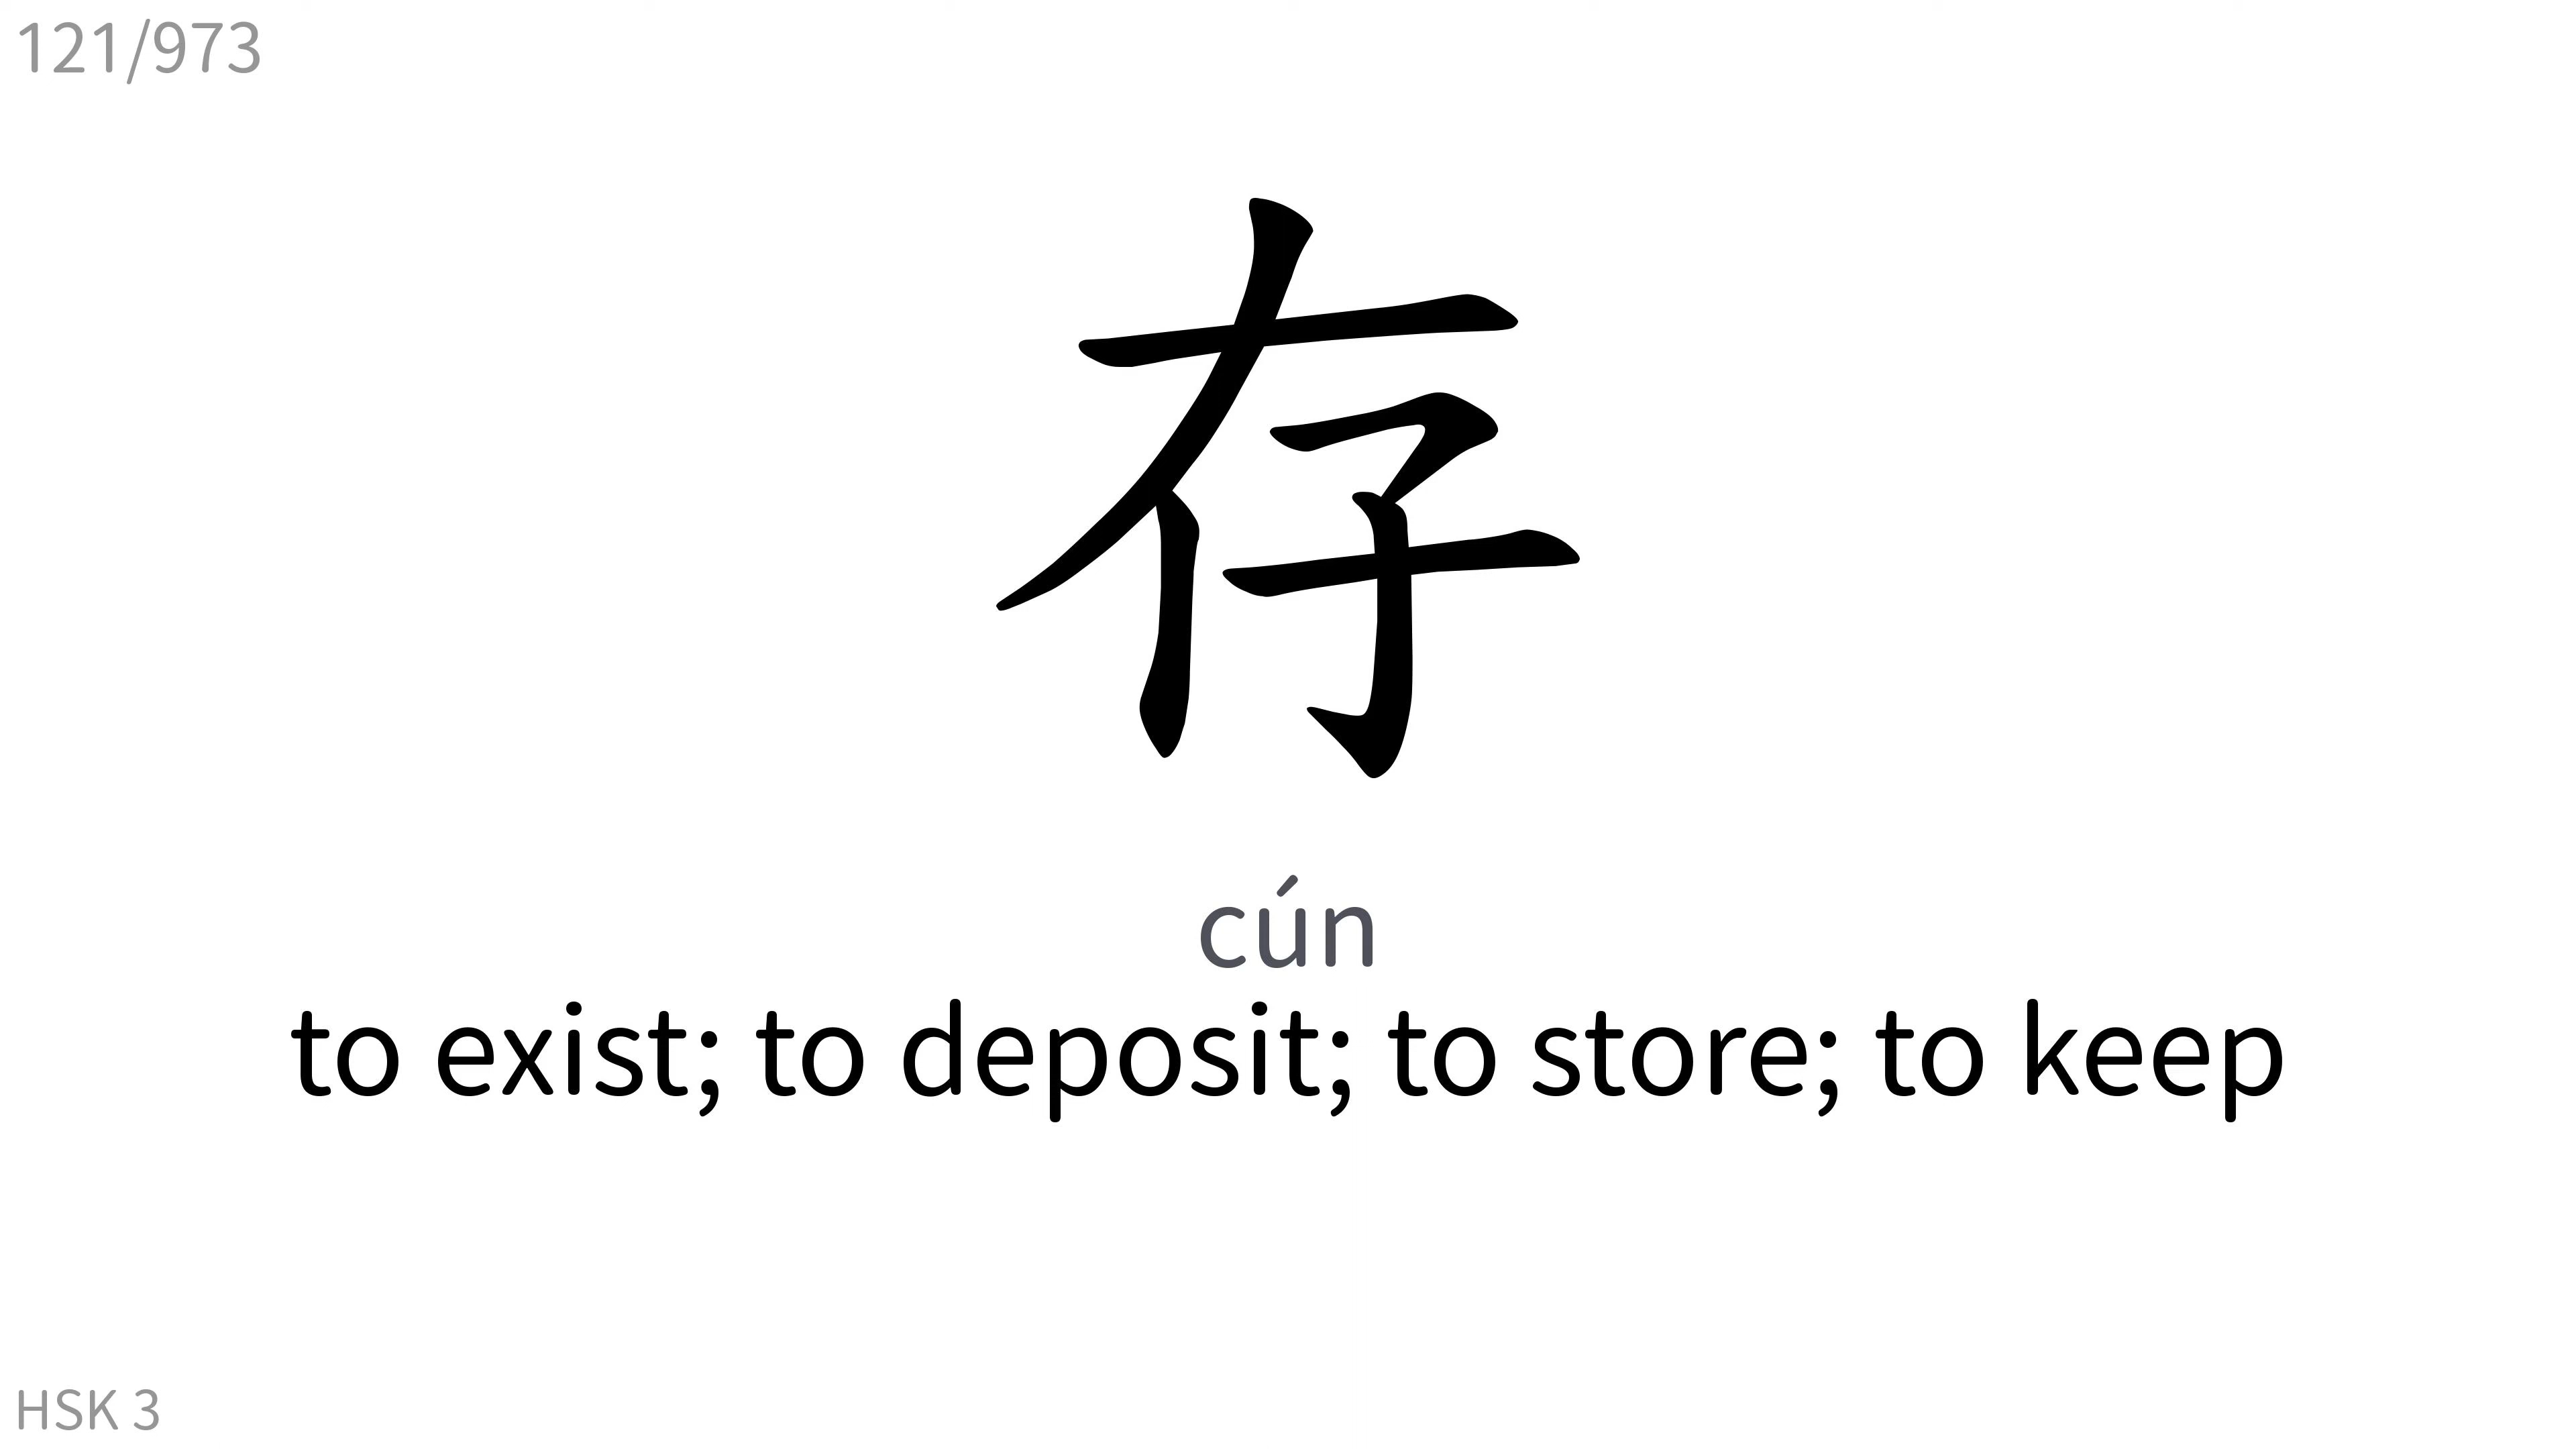 121/973
存
cún
to exist; to deposit; to store; to keep
HSK 3